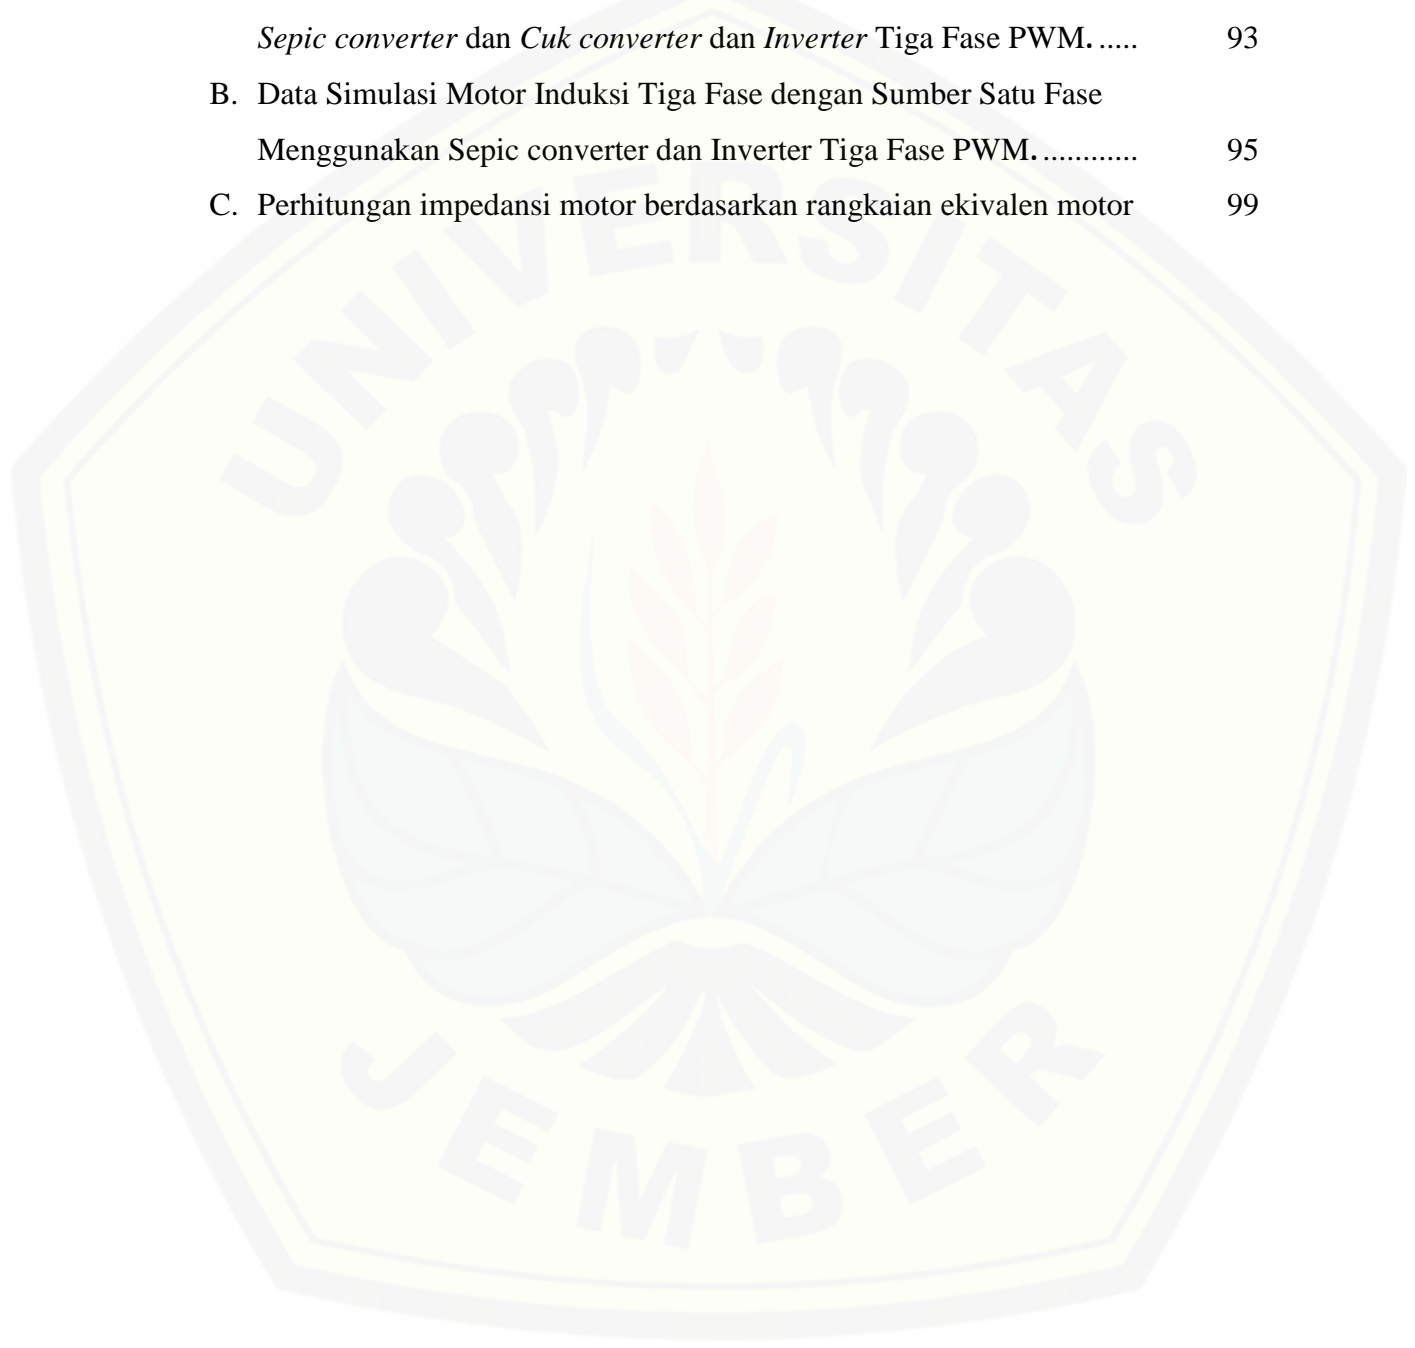 Sepic converter dan Cuk converter dan Inverter Tiga Fase PWM. ..... 93
B. Data Simulasi Motor Induksi Tiga Fase dengan Sumber Satu Fase
Menggunakan Sepic converter dan Inverter Tiga Fase PWM. ............ 95
C. Perhitungan impedansi motor berdasarkan rangkaian ekivalen motor 99
UNIVERSITAS
JEMBER